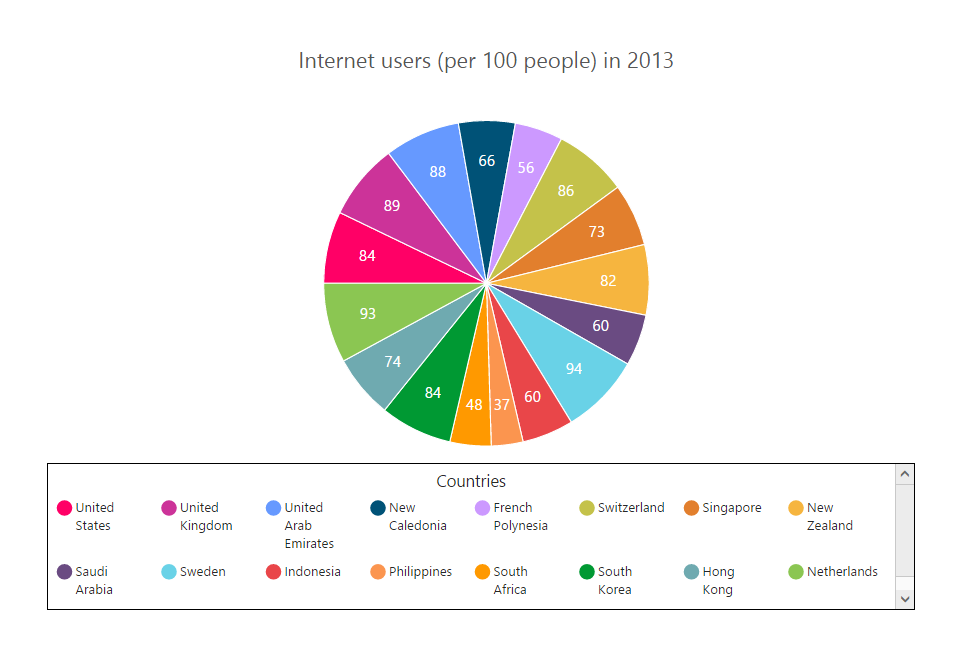 Internet users (per 100 people) in 2013
66
56
88
86
89
73
84
82
93
60
74
94
84
48
37
60
Countries
United States
United Kingdom
United Arab Emirates
New Caledonia
French Polynesia
Switzerland
Singapore
New Zealand
Saudi Arabia
Sweden
Indonesia
Philippines
South Africa
South Korea
Hong Kong
Netherlands